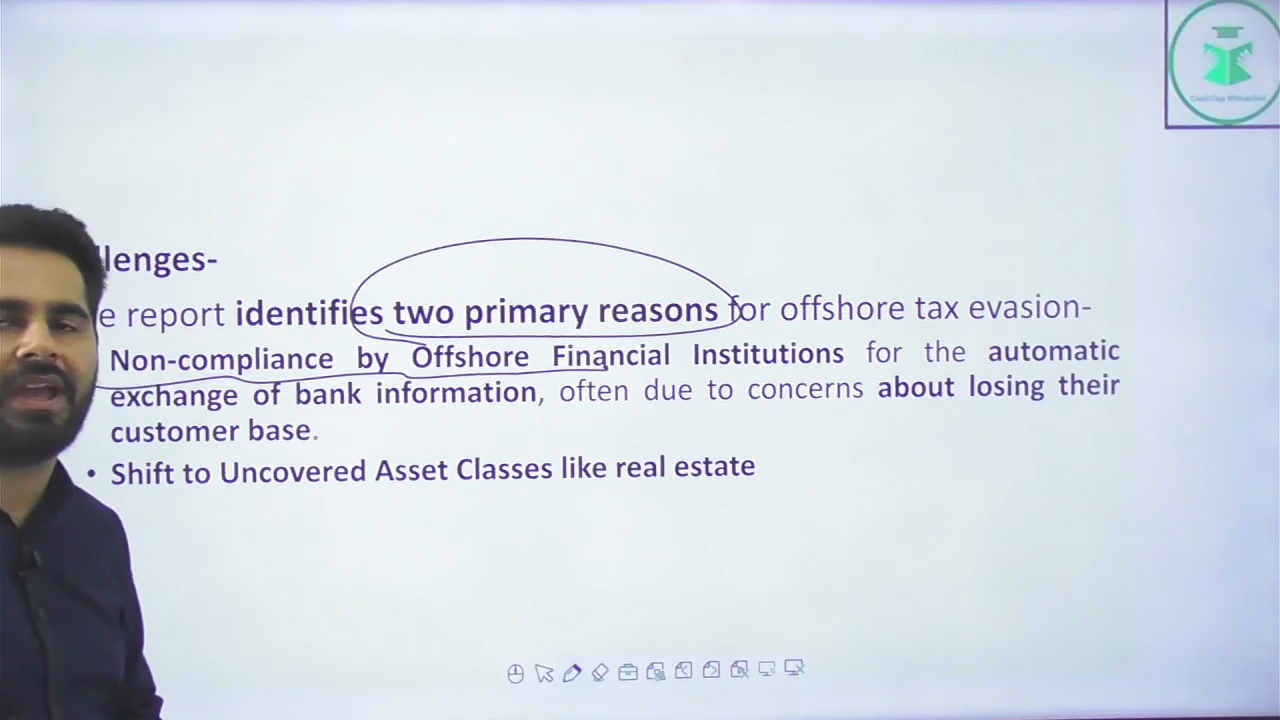 llenges-
e report identifies two primary reasons for offshore tax evasion-
Non-compliance by Offshore Financial Institutions for the automatic
exchange of bank information, often due to concerns about losing their
customer base.
• Shift to Uncovered Asset Classes like real estate